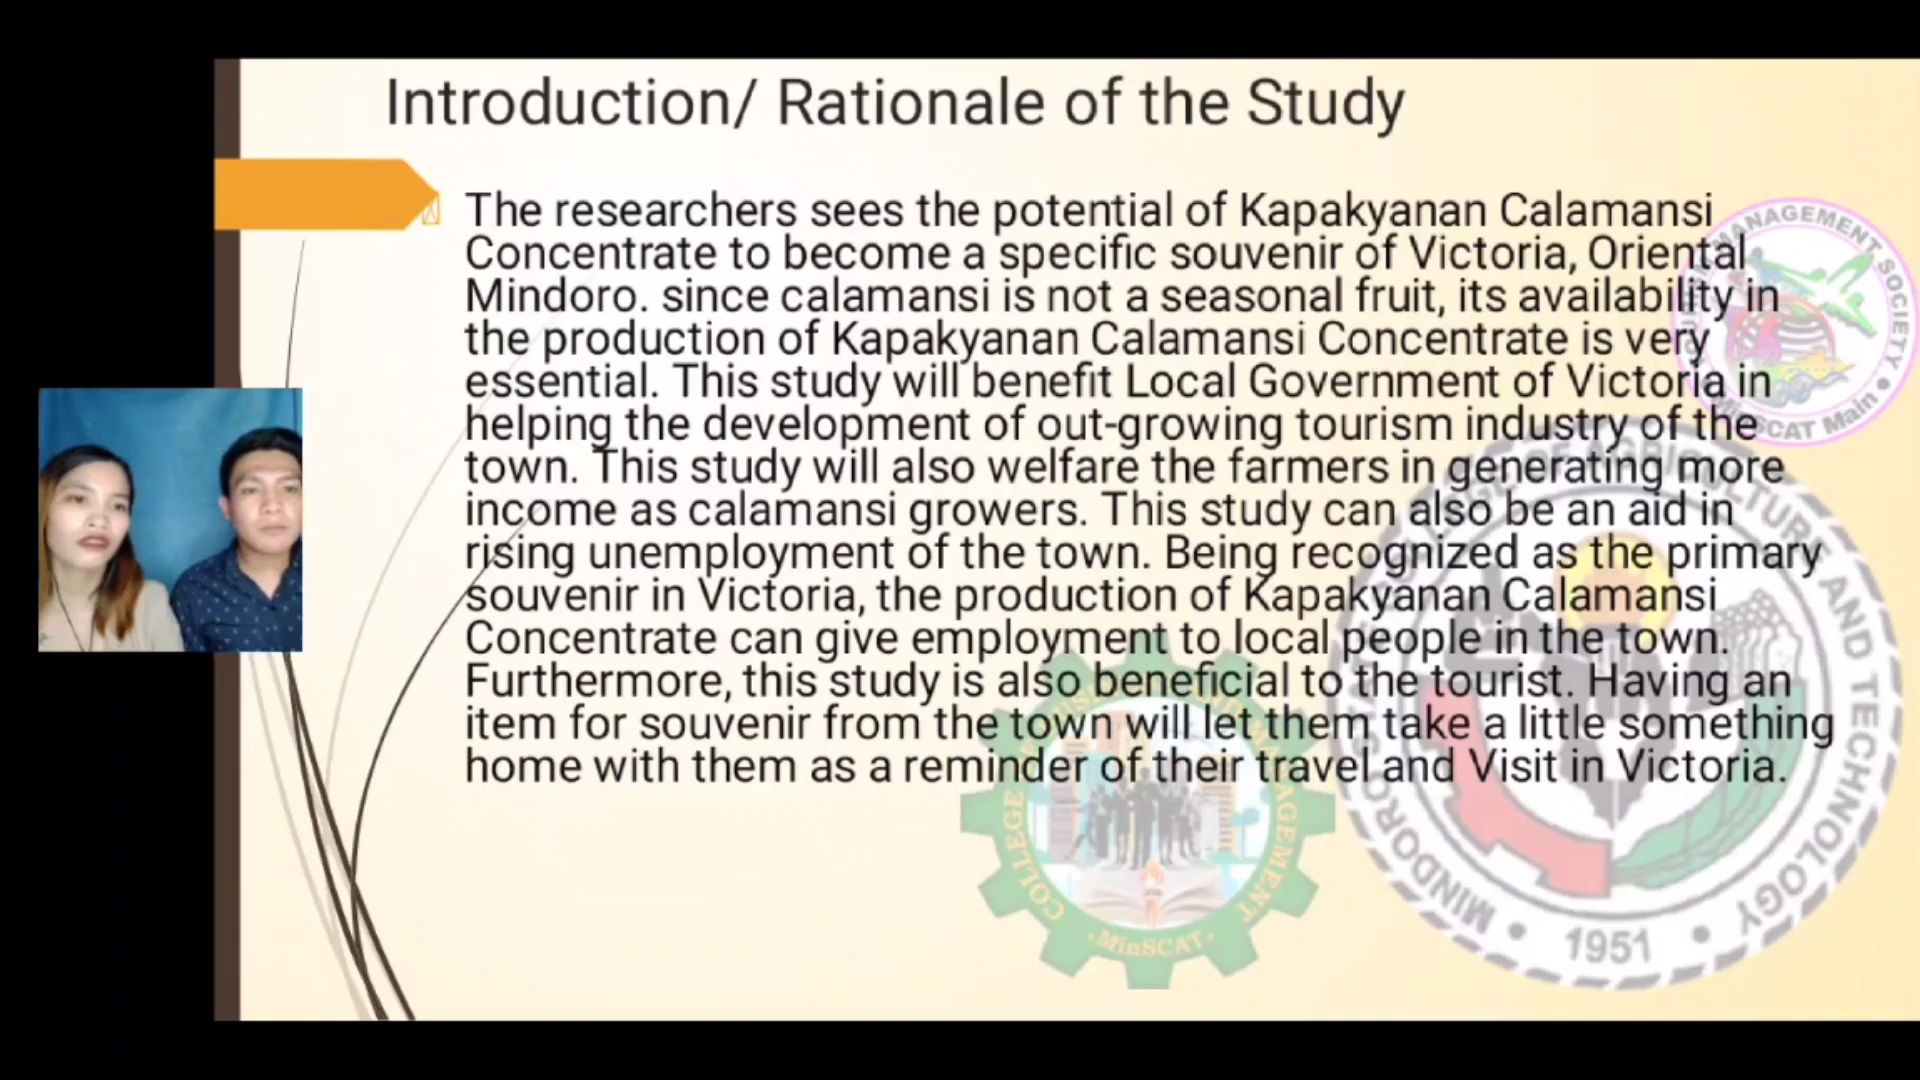 Introduction/ Rationale of the Study
The researchers sees the potential of Kapakyanan Calamansi
Concentrate to become a specific souvenir of Victoria, Oriental
Mindoro. since calamansi is not a seasonal fruit, its availability in
the production of Kapakyanan Calamansi Concentrate is very
essential. This study will benefit Local Government of Victoria in
helping the development of out-growing tourism industry of the
town. This study will also welfare the farmers in generating more
income as calamansi growers. This study can also be an aid in
rising unemployment of the town. Being recognized as the primary
souvenir in Victoria, the production of Kapakyanan Calamansi
Concentrate can give employment to local people in the town.
Furthermore, this study is also beneficial to the tourist. Having an
item for souvenir from the town will let them take a little something
home with them as a reminder of their travel and Visit in Victoria.
MANAGEMENT SOCIETY
MinSCAT Main
COLLEGE MANAGEMENT
MinSCAT
MINDORO COLLEGE OF AGRICULTURE AND TECHNOLOGY
1951